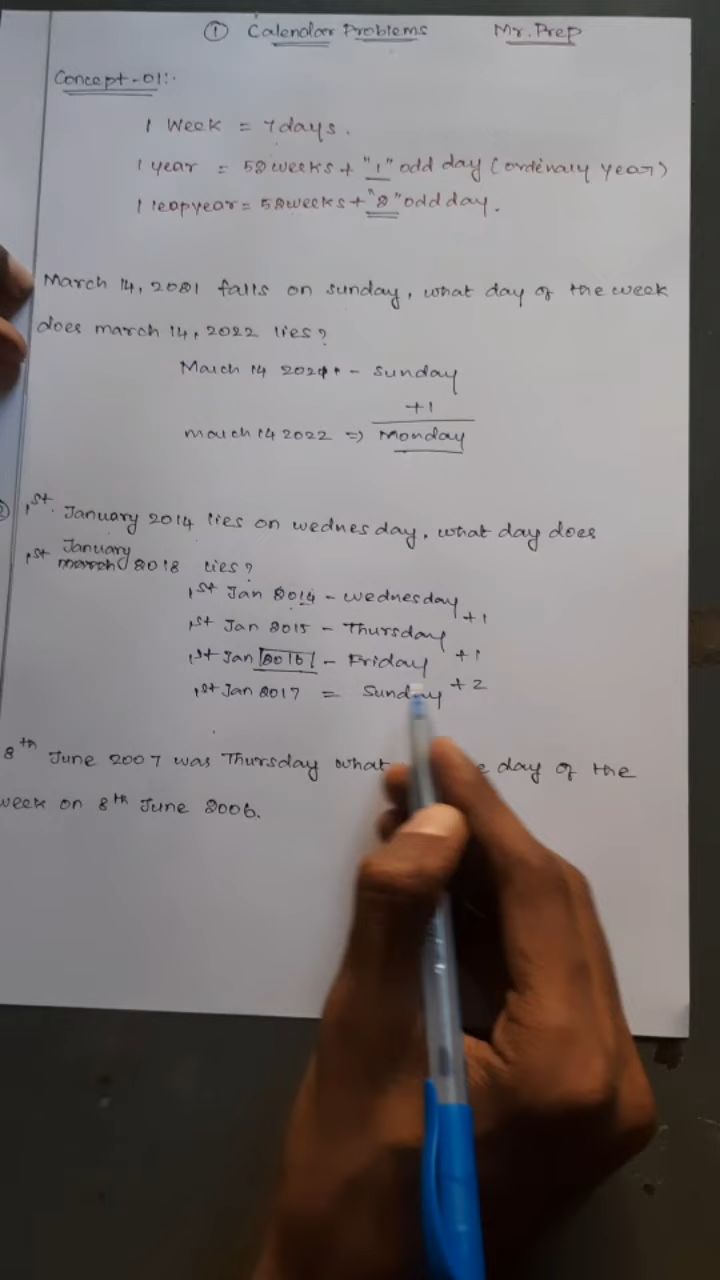 ① Calendar Problems Mr. Prep
Concept-01:-
1 Week = 7 days.
1 year = 52 weeks + "1" odd day (ordinary year)
1 leapyear = 52 weeks + "2" odd day.
March 14, 2021 falls on sunday, what day of the week
does march 14, 2022 lies?
March 14 2021 - Sunday
+1
march 14 2022 => Monday
1st January 2014 lies on wednesday, what day does
January
1st march 2018 lies?
1st Jan 2014 - wednesday
+1
1st Jan 2015 - Thursday
+1
1st Jan 2016 - Friday
+2
1st Jan 2017 = Sunday
8th June 2007 was Thursday what e day of the
week on 8th June 2006.